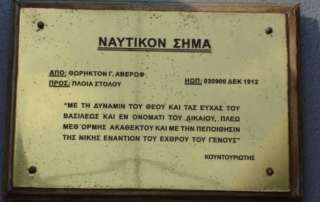 ΝΑΥΤΙΚΟΝ ΣΗΜΑ
ΑΠΟ: ΘΩΡΗΚΤΟΝ Γ. ΑΒΕΡΩΦ ΗΩΠ: 030900 ΔΕΚ 1912
ΠΡΟΣ: ΠΛΟΙΑ ΣΤΟΛΟΥ
"ΜΕ ΤΗ ΔΥΝΑΜΙΝ ΤΟΥ ΘΕΟΥ ΚΑΙ ΤΑΣ ΕΥΧΑΣ ΤΟΥ
ΒΑΣΙΛΕΩΣ ΚΑΙ ΕΝ ΟΝΟΜΑΤΙ ΤΟΥ ΔΙΚΑΙΟΥ, ΠΛΕΩ
ΜΕΘ΄ΟΡΜΗΣ ΑΚΑΘΕΚΤΟΥ ΚΑΙ ΜΕ ΤΗΝ ΠΕΠΟΙΘΗΣΗ
ΤΗΣ ΝΙΚΗΣ ΕΝΑΝΤΙΟΝ ΤΟΥ ΕΧΘΡΟΥ ΤΟΥ ΓΕΝΟΥΣ"
ΚΟΥΝΤΟΥΡΙΩΤΗΣ